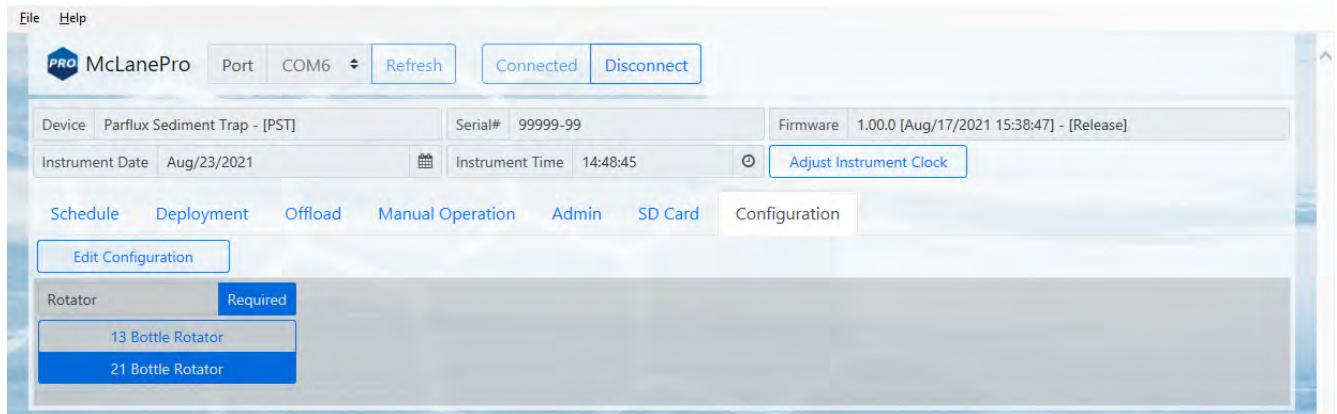 File Help
PRO McLanePro Port COM6 Refresh Connected Disconnect
Device Parflux Sediment Trap - [PST] Serial# 99999-99 Firmware 1.00.0 [Aug/17/2021 15:38:47] - [Release]
Instrument Date Aug/23/2021 Instrument Time 14:48:45 Adjust Instrument Clock
Schedule Deployment Offload Manual Operation Admin SD Card Configuration
Edit Configuration
Rotator Required
13 Bottle Rotator
21 Bottle Rotator